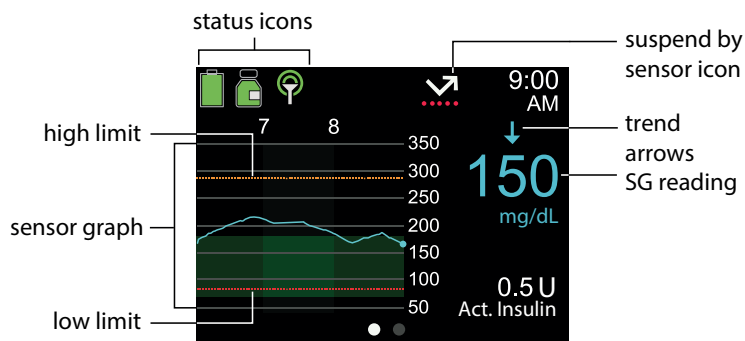 status icons
suspend by
sensor icon
9:00
AM
7 8
high limit
350
300
250
200
150
100
50
trend
arrows
150
SG reading
mg/dL
sensor graph
low limit
0.5 U
Act. Insulin